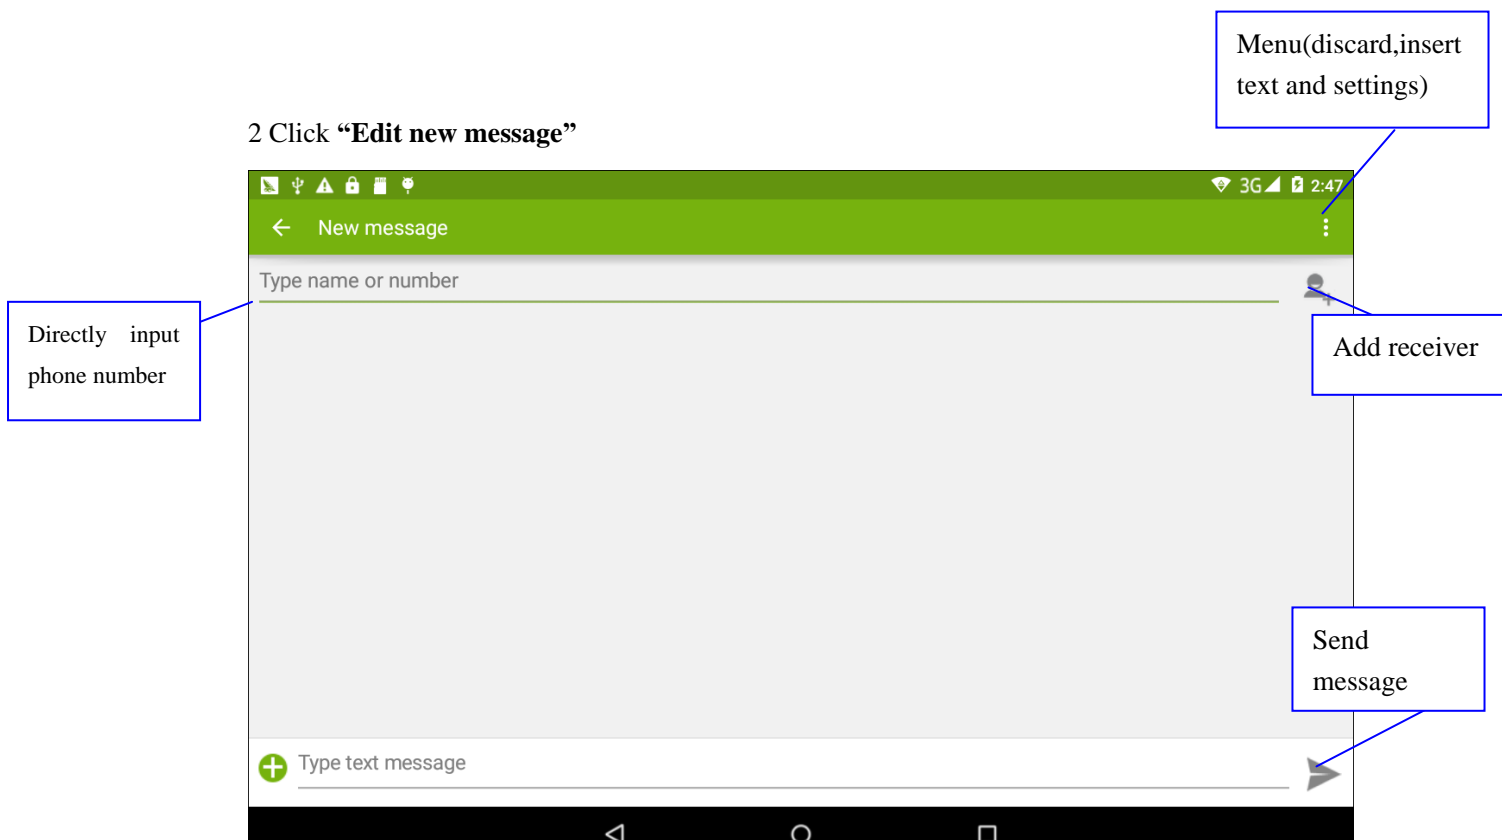 Menu(discard,insert
text and settings)
2 Click “Edit new message”
3G 2:47
New message
Type name or number
Directly input
phone number
Add receiver
Send
message
Type text message